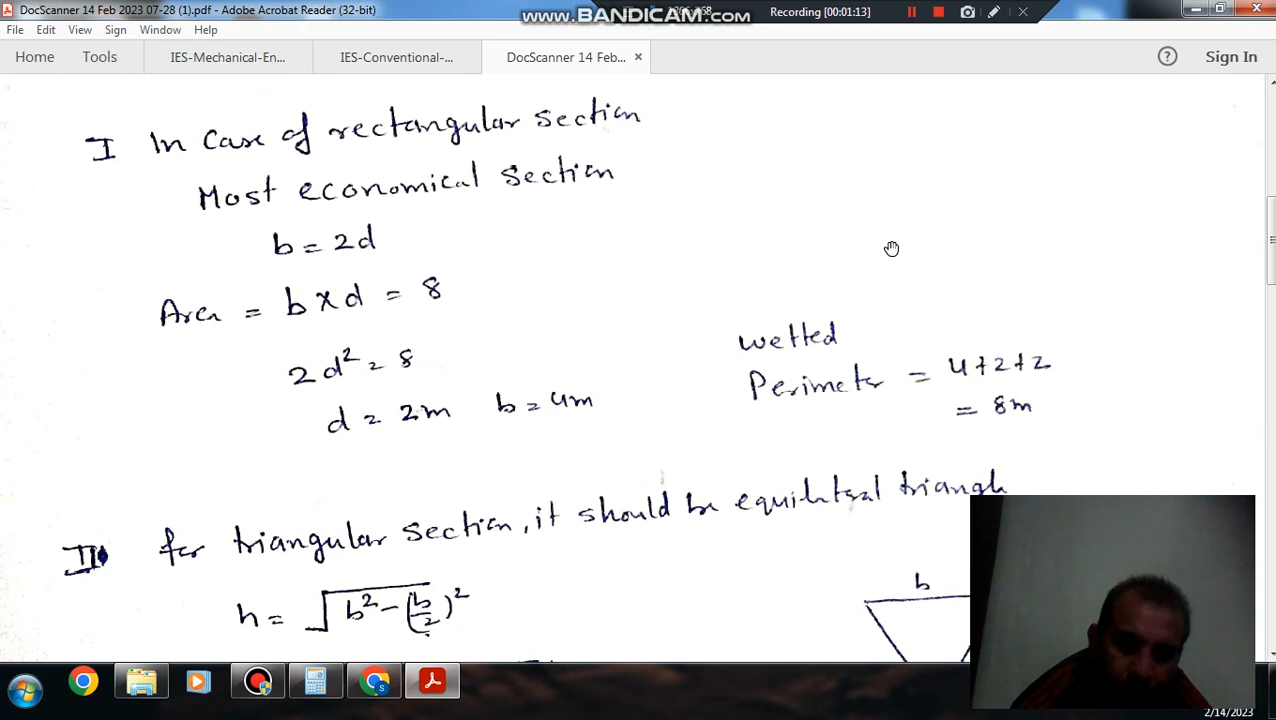 DocScanner 14 Feb 2023 07-28 (1).pdf - Adobe Acrobat Reader (32-bit)
www.BANDICAM.com
Recording [00:01:13]
File Edit View Sign Window Help
Home Tools IES-Mechanical-En... IES-Conventional-... DocScanner 14 Feb... × Sign In
I In Case of rectangular section
Most economical section
b = 2d
Area = b × d = 8
2d² = 8
d = 2m b = 4m
wetted
Perimeter = 4+2+2
= 8m
II for triangular section, it should be
h = √b² - (b/2)²
b
2/14/2023